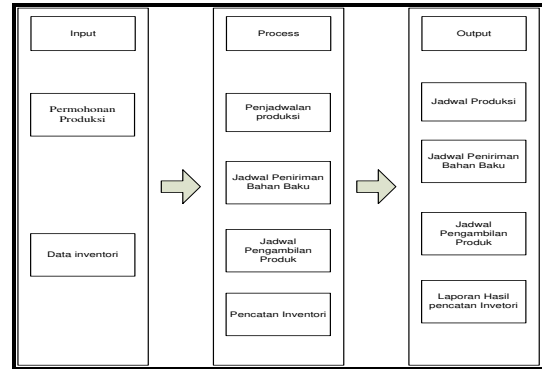 Input
Permohonan
Produksi
Data inventori
Process
Penjadwalan
produksi
Jadwal Peniriman
Bahan Baku
Jadwal
Pengambilan
Produk
Pencatan Inventori
Output
Jadwal Produksi
Jadwal Peniriman
Bahan Baku
Jadwal
Pengambilan
Produk
Laporan Hasil
pencatan Invetori